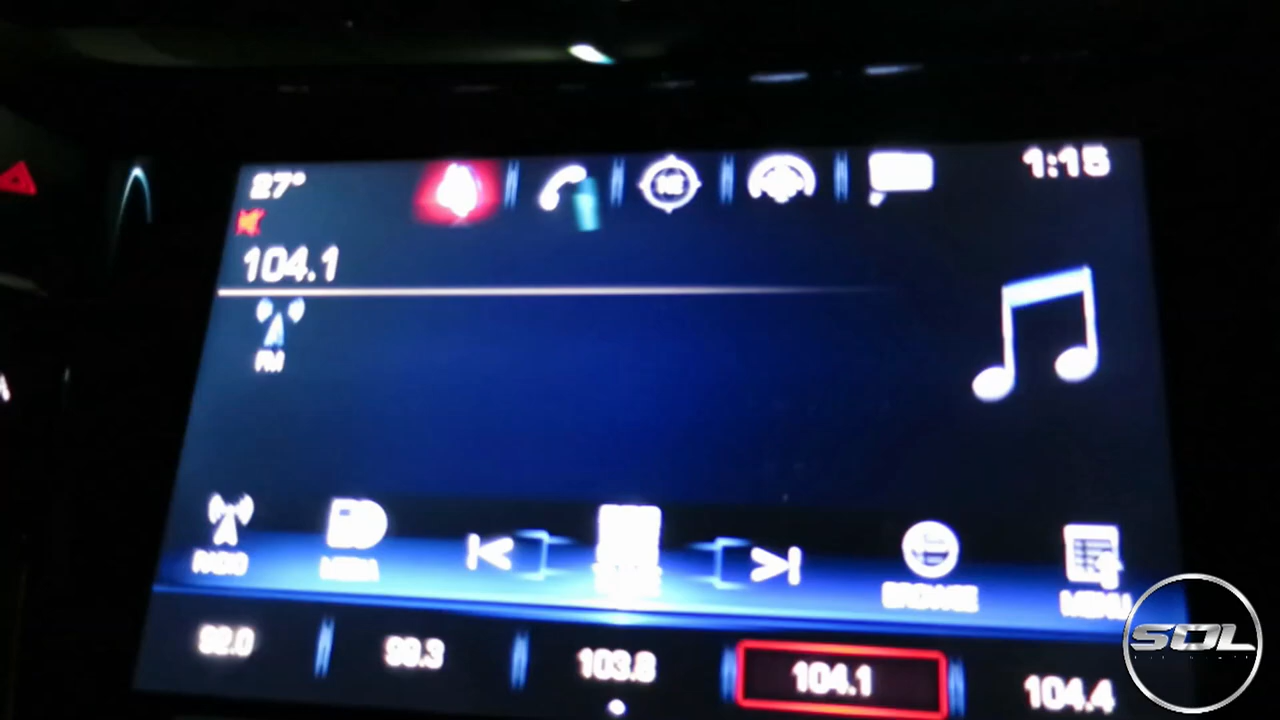 27°
1:15
104.1
FM
RADIO
MEDIA
BROWSE
MENU
92.0
99.3
103.8
104.1
104.4
SOL